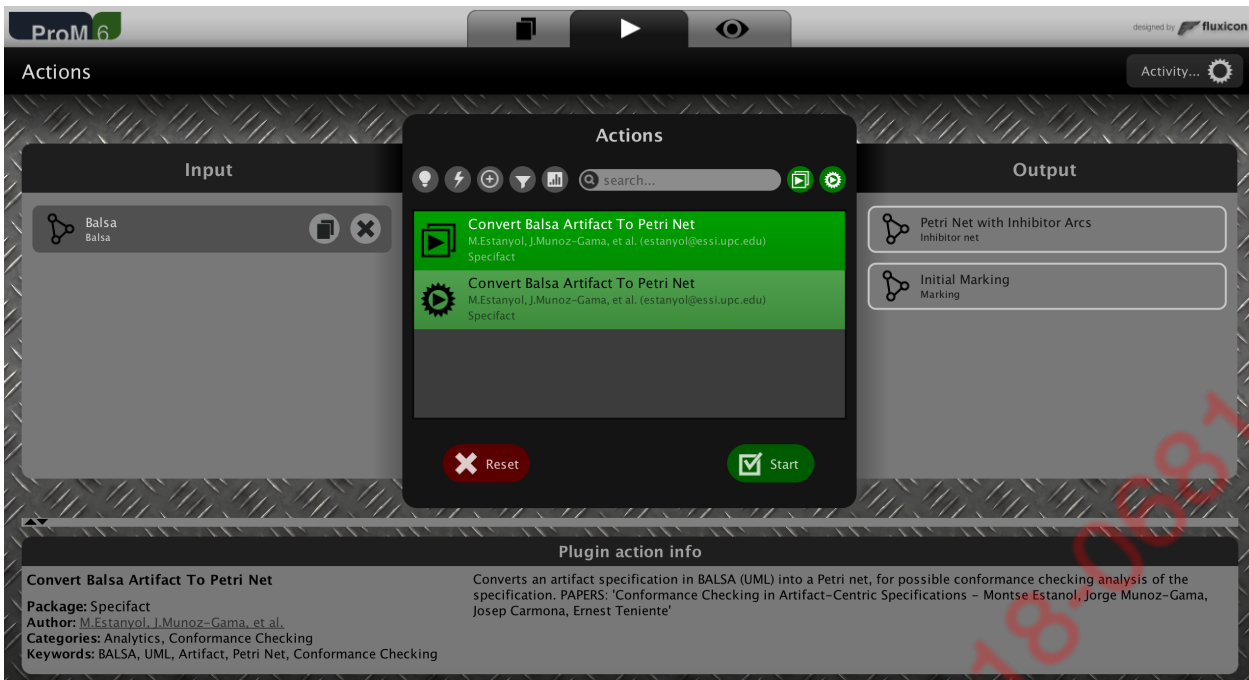 ProM 6
designed by fluxicon
Actions
Activity...
Input
Balsa
Balsa
Actions
search...
Convert Balsa Artifact To Petri Net
M.Estanyol, J.Munoz-Gama, et al. (estanyol@essi.upc.edu)
Specifact
Convert Balsa Artifact To Petri Net
M.Estanyol, J.Munoz-Gama, et al. (estanyol@essi.upc.edu)
Specifact
Reset
Start
Output
Petri Net with Inhibitor Arcs
Inhibitor net
Initial Marking
Marking
Plugin action info
Convert Balsa Artifact To Petri Net
Package: Specifact
Author: M.Estanyol, J.Munoz-Gama, et al.
Categories: Analytics, Conformance Checking
Keywords: BALSA, UML, Artifact, Petri Net, Conformance Checking
Converts an artifact specification in BALSA (UML) into a Petri net, for possible conformance checking analysis of the
specification. PAPERS: 'Conformance Checking in Artifact-Centric Specifications - Montse Estanol, Jorge Munoz-Gama,
Josep Carmona, Ernest Teniente'
18-0681